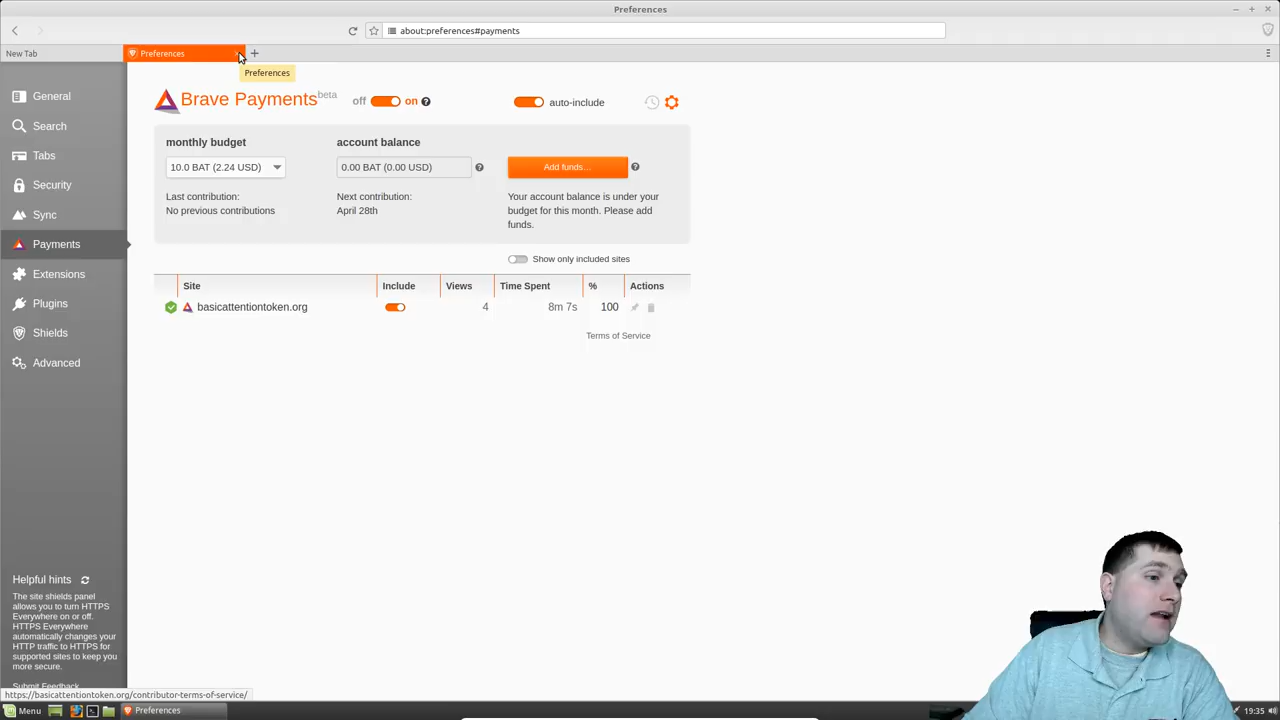 Preferences
about:preferences#payments
New Tab
Preferences
Preferences
General
Search
Tabs
Security
Sync
Payments
Extensions
Plugins
Shields
Advanced
Helpful hints
The site shields panel
allows you to turn HTTPS
Everywhere on or off.
HTTPS Everywhere
automatically changes your
HTTP traffic to HTTPS for
supported sites to keep you
more secure.
Submit Feedback
Brave Payments beta
off on
auto-include
monthly budget
10.0 BAT (2.24 USD)
Last contribution:
No previous contributions
account balance
0.00 BAT (0.00 USD)
Next contribution:
April 28th
Add funds...
Your account balance is under your
budget for this month. Please add
funds.
Show only included sites
Site Include Views Time Spent % Actions
basicattentiontoken.org 4 8m 7s 100
Terms of Service
https://basicattentiontoken.org/contributor-terms-of-service/
Menu
Preferences
19:35